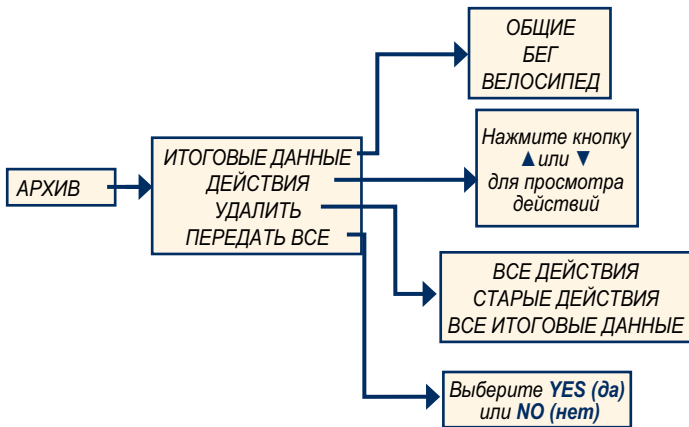 АРХИВ
ИТОГОВЫЕ ДАННЫЕ
ДЕЙСТВИЯ
УДАЛИТЬ
ПЕРЕДАТЬ ВСЕ
ОБЩИЕ
БЕГ
ВЕЛОСИПЕД
Нажмите кнопку
▲ или ▼
для просмотра
действий
ВСЕ ДЕЙСТВИЯ
СТАРЫЕ ДЕЙСТВИЯ
ВСЕ ИТОГОВЫЕ ДАННЫЕ
Выберите YES (да)
или NO (нет)